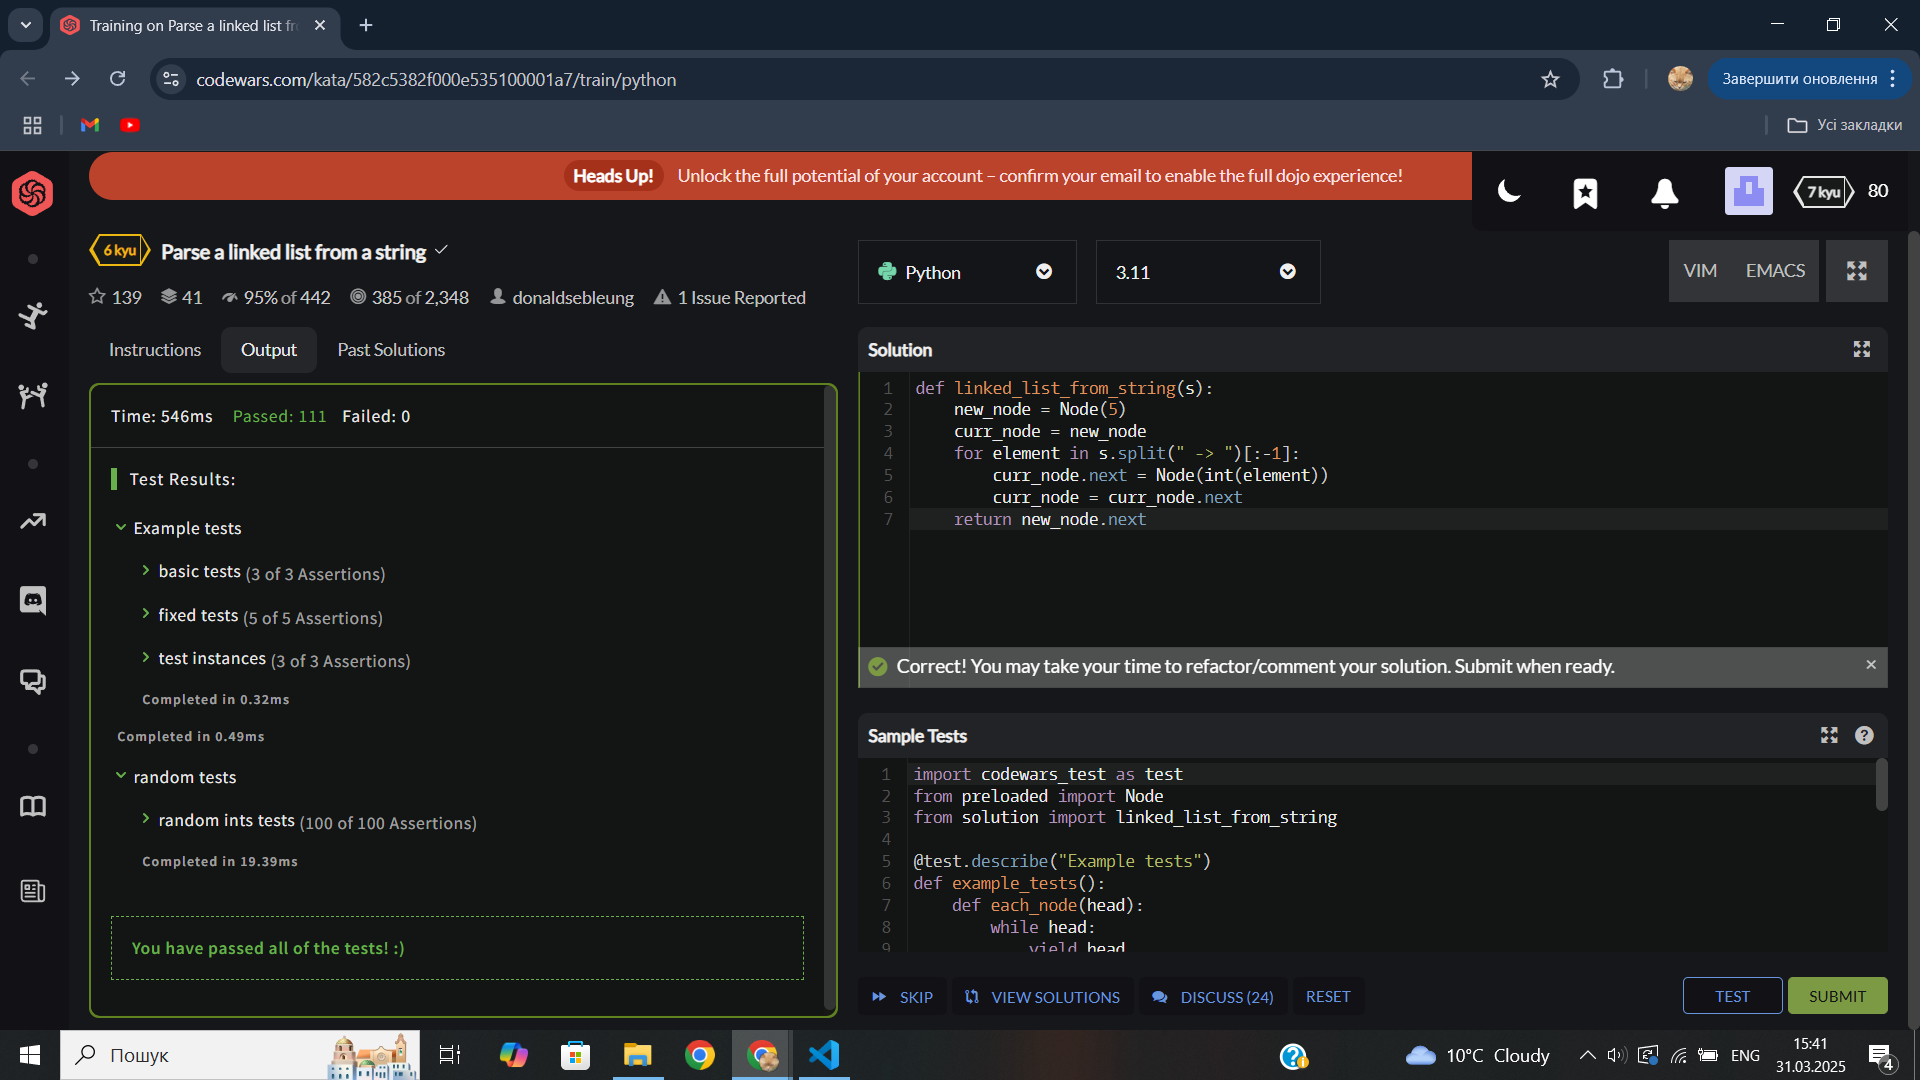 Training on Parse a linked list fr
codewars.com/kata/582c5382f000e535100001a7/train/python
Завершити оновлення
Усі закладки
Heads Up! Unlock the full potential of your account – confirm your email to enable the full dojo experience!
7 kyu 80
6 kyu Parse a linked list from a string
139 41 95% of 442 385 of 2,348 donaldsebleung 1 Issue Reported
Instructions Output Past Solutions
Time: 546ms Passed: 111 Failed: 0
Test Results:
Example tests
basic tests (3 of 3 Assertions)
fixed tests (5 of 5 Assertions)
test instances (3 of 3 Assertions)
Completed in 0.32ms
Completed in 0.49ms
random tests
random ints tests (100 of 100 Assertions)
Completed in 19.39ms
You have passed all of the tests! :)
Python 3.11 VIM EMACS
Solution
1 def linked_list_from_string(s):
2     new_node = Node(5)
3     curr_node = new_node
4     for element in s.split(" -> ")[:-1]:
5         curr_node.next = Node(int(element))
6         curr_node = curr_node.next
7     return new_node.next
Correct! You may take your time to refactor/comment your solution. Submit when ready.
Sample Tests
1 import codewars_test as test
2 from preloaded import Node
3 from solution import linked_list_from_string
4
5 @test.describe("Example tests")
6 def example_tests():
7     def each_node(head):
8         while head:
9             yield head
SKIP VIEW SOLUTIONS DISCUSS (24) RESET TEST SUBMIT
Пошук
10°C Cloudy
ENG
15:41
31.03.2025
4